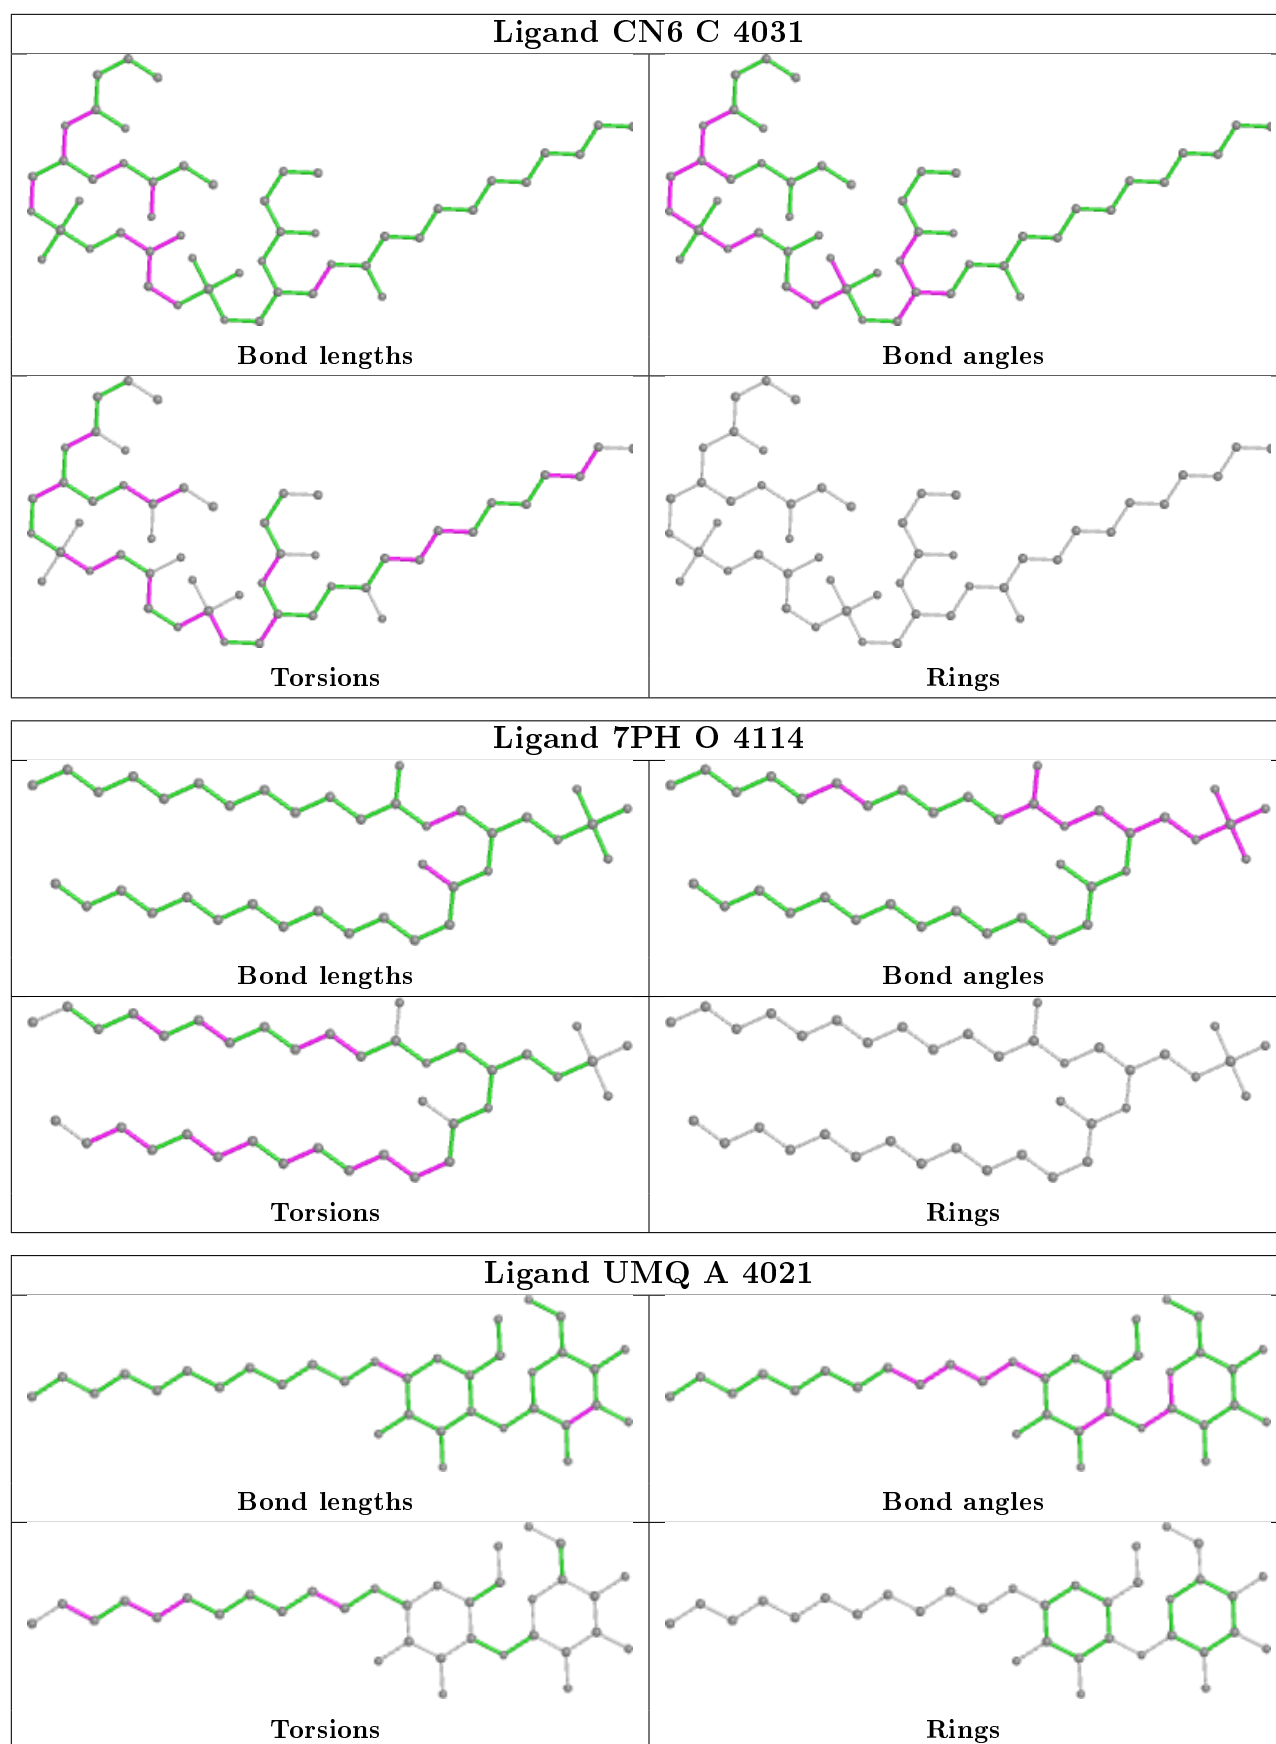 Ligand CN6 C 4031
Bond lengths
Bond angles
Torsions
Rings
Ligand 7PH O 4114
Bond lengths
Bond angles
Torsions
Rings
Ligand UMQ A 4021
Bond lengths
Bond angles
Torsions
Rings